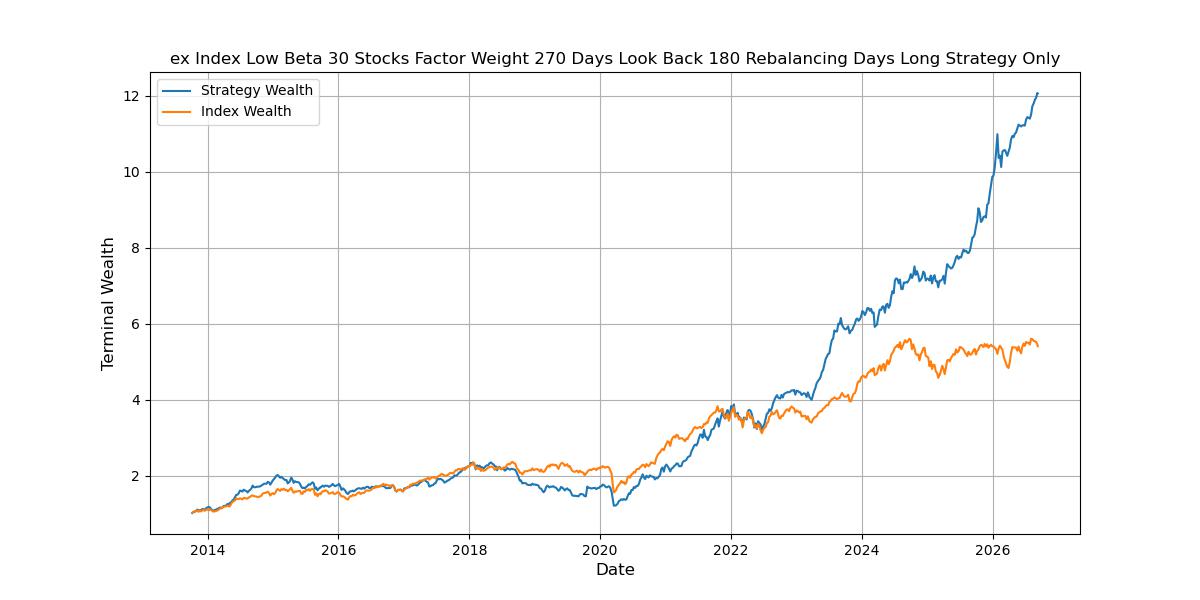 ex Index Low Beta 30 Stocks Factor Weight 270 Days Look Back 180 Rebalancing Days Long Strategy Only
Strategy Wealth
Index Wealth
Terminal Wealth
12
10
8
6
4
2
2014 2016 2018 2020 2022 2024 2026
Date